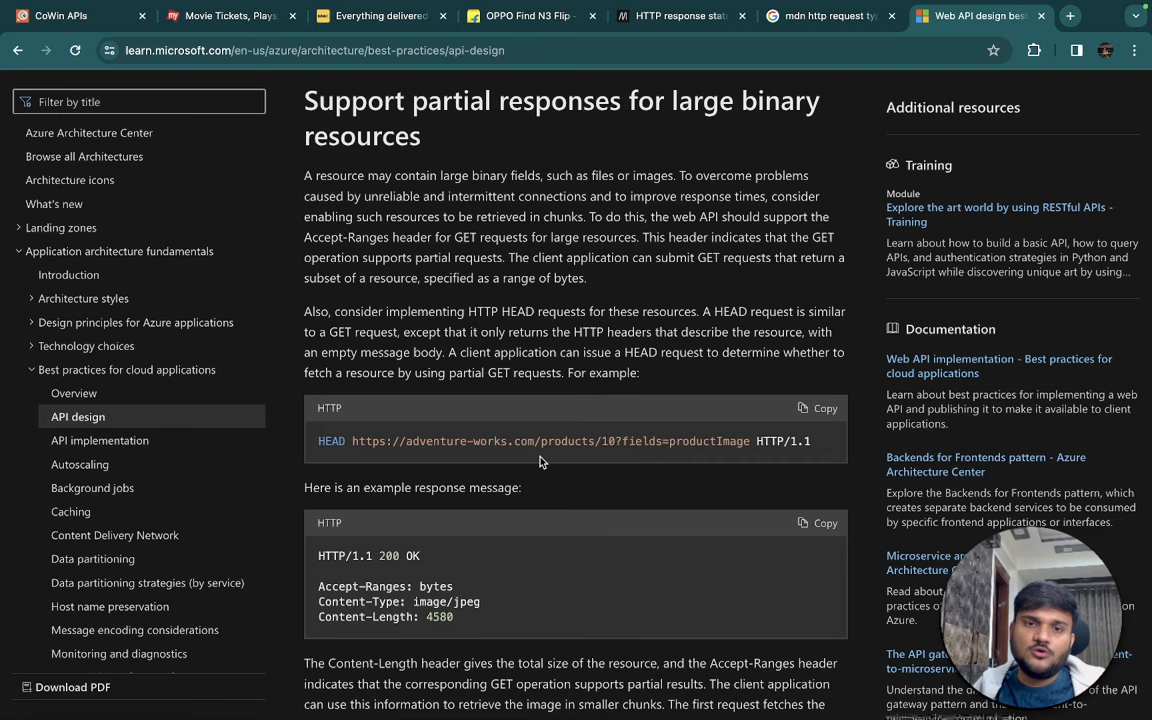 CoWin APIs
Movie Tickets, Plays,
Everything delivered
OPPO Find N3 Flip -
HTTP response stat
mdn http request typ
Web API design bes
learn.microsoft.com/en-us/azure/architecture/best-practices/api-design
Filter by title
Azure Architecture Center
Browse all Architectures
Architecture icons
What's new
Landing zones
Application architecture fundamentals
Introduction
Architecture styles
Design principles for Azure applications
Technology choices
Best practices for cloud applications
Overview
API design
API implementation
Autoscaling
Background jobs
Caching
Content Delivery Network
Data partitioning
Data partitioning strategies (by service)
Host name preservation
Message encoding considerations
Monitoring and diagnostics
Download PDF
Support partial responses for large binary
resources
A resource may contain large binary fields, such as files or images. To overcome problems
caused by unreliable and intermittent connections and to improve response times, consider
enabling such resources to be retrieved in chunks. To do this, the web API should support the
Accept-Ranges header for GET requests for large resources. This header indicates that the GET
operation supports partial requests. The client application can submit GET requests that return a
subset of a resource, specified as a range of bytes.
Also, consider implementing HTTP HEAD requests for these resources. A HEAD request is similar
to a GET request, except that it only returns the HTTP headers that describe the resource, with
an empty message body. A client application can issue a HEAD request to determine whether to
fetch a resource by using partial GET requests. For example:
HTTP
Copy
HEAD https://adventure-works.com/products/10?fields=productImage HTTP/1.1
Here is an example response message:
HTTP
Copy
HTTP/1.1 200 OK
Accept-Ranges: bytes
Content-Type: image/jpeg
Content-Length: 4580
The Content-Length header gives the total size of the resource, and the Accept-Ranges header
indicates that the corresponding GET operation supports partial results. The client application
can use this information to retrieve the image in smaller chunks. The first request fetches the
Additional resources
Training
Module
Explore the art world by using RESTful APIs -
Training
Learn about how to build a basic API, how to query
APIs, and authentication strategies in Python and
JavaScript while discovering unique art by using...
Documentation
Web API implementation - Best practices for
cloud applications
Learn about best practices for implementing a web
API and publishing it to make it available to client
applications.
Backends for Frontends pattern - Azure
Architecture Center
Explore the Backends for Frontends pattern, which
creates separate backend services to be consumed
by specific frontend applications or interfaces.
Microservice
Architecture C
Read about
practices of on
Azure.
The API gatew ent-
to-microserv
Understand the of the API
gateway pattern and the